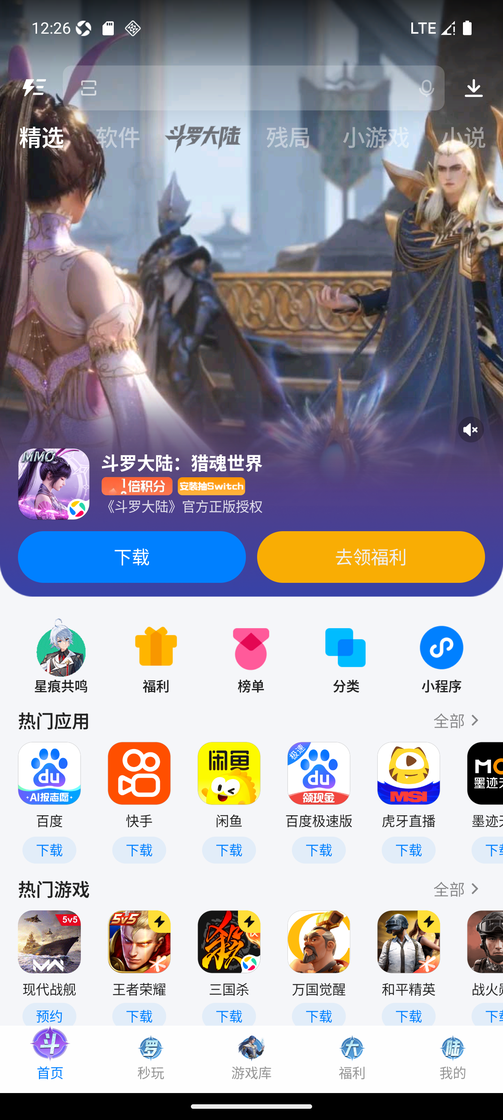 12:26
LTE
精选
软件
斗罗大陆
残局
小游戏
小说
MMO
斗罗大陆：猎魂世界
倍积分
安装抽Switch
《斗罗大陆》官方正版授权
下载
去领福利
星痕共鸣
福利
榜单
分类
小程序
热门应用
全部
du
·AI报志愿·
闲鱼
极速
du
领现金
MSI
墨迹天
百度
快手
闲鱼
百度极速版
虎牙直播
墨迹天
下载
下载
下载
下载
下载
热门游戏
全部
5v5
5v5
杀
现代战舰
王者荣耀
三国杀
万国觉醒
和平精英
战火
预约
下载
下载
下载
下载
斗
罗
大
陆
首页
秒玩
游戏库
福利
我的